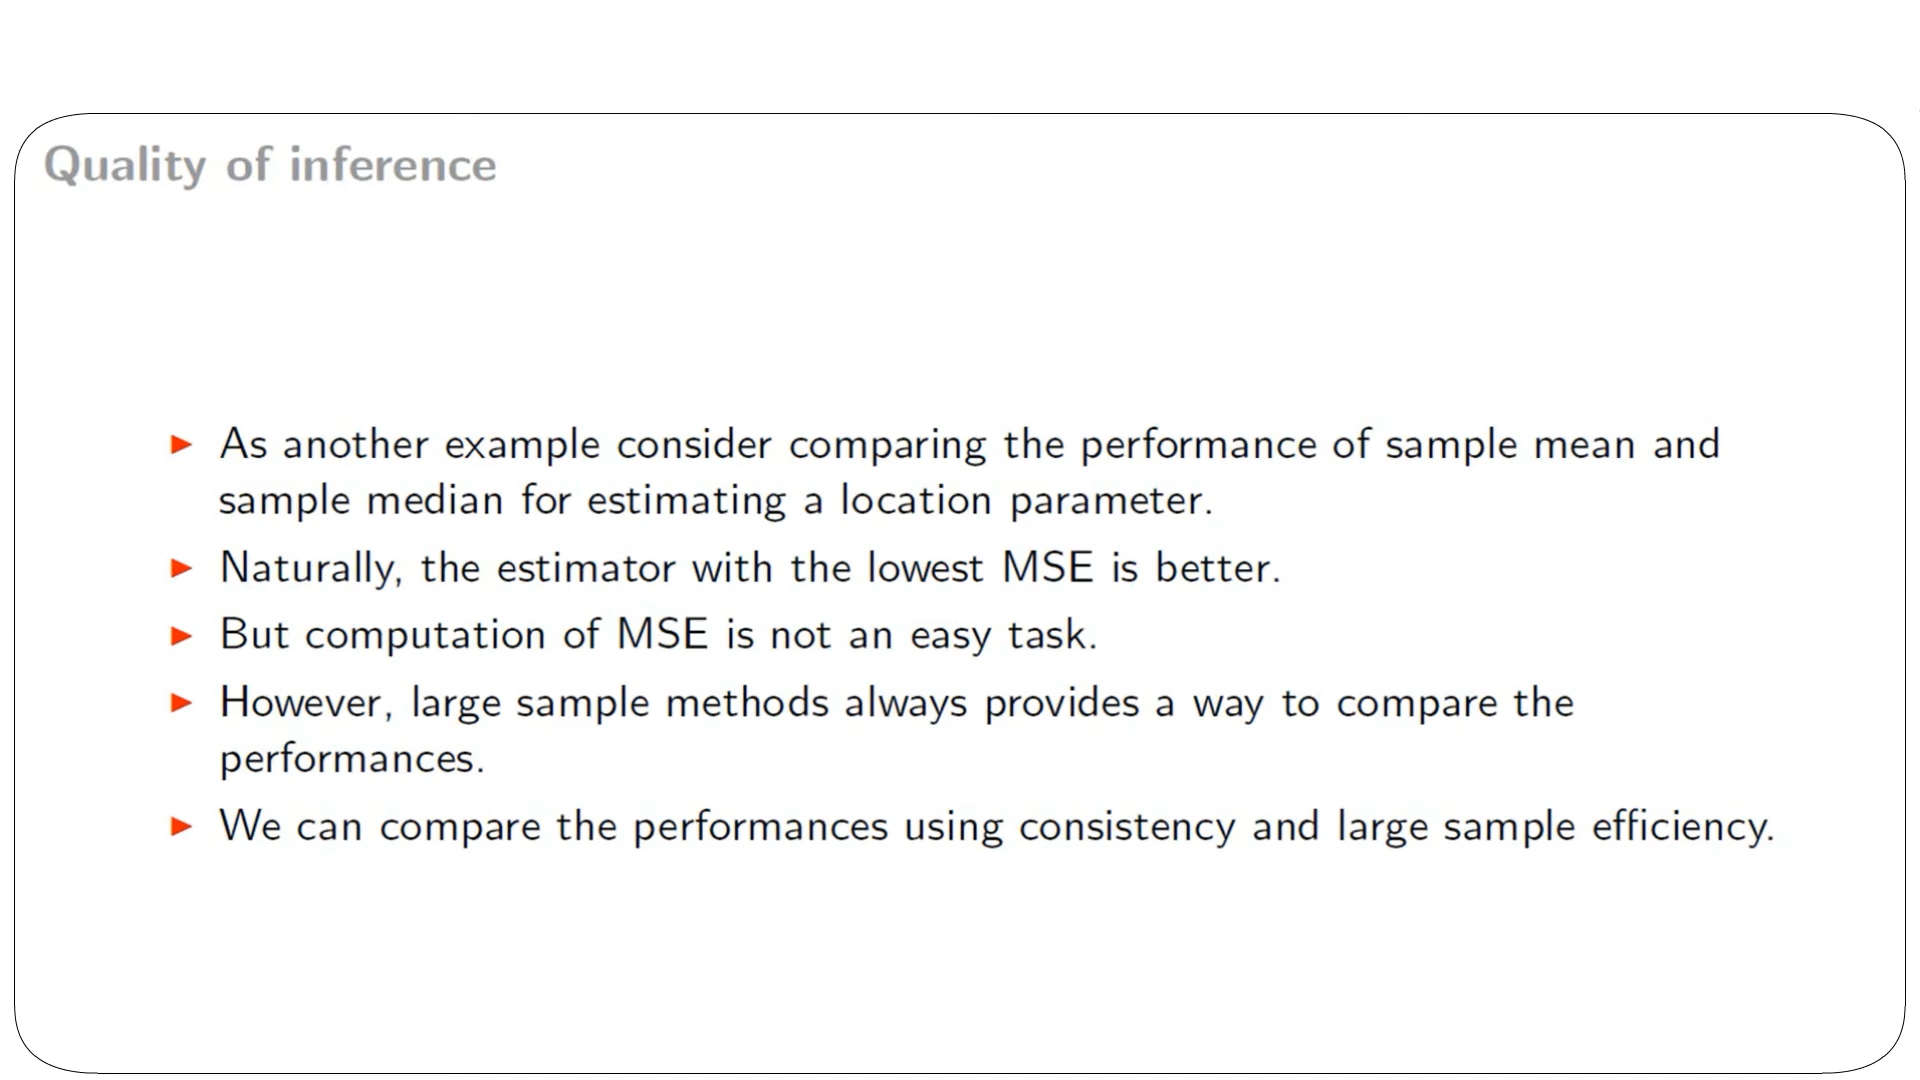 Quality of inference
As another example consider comparing the performance of sample mean and
sample median for estimating a location parameter.
Naturally, the estimator with the lowest MSE is better.
But computation of MSE is not an easy task.
However, large sample methods always provides a way to compare the
performances.
We can compare the performances using consistency and large sample efficiency.